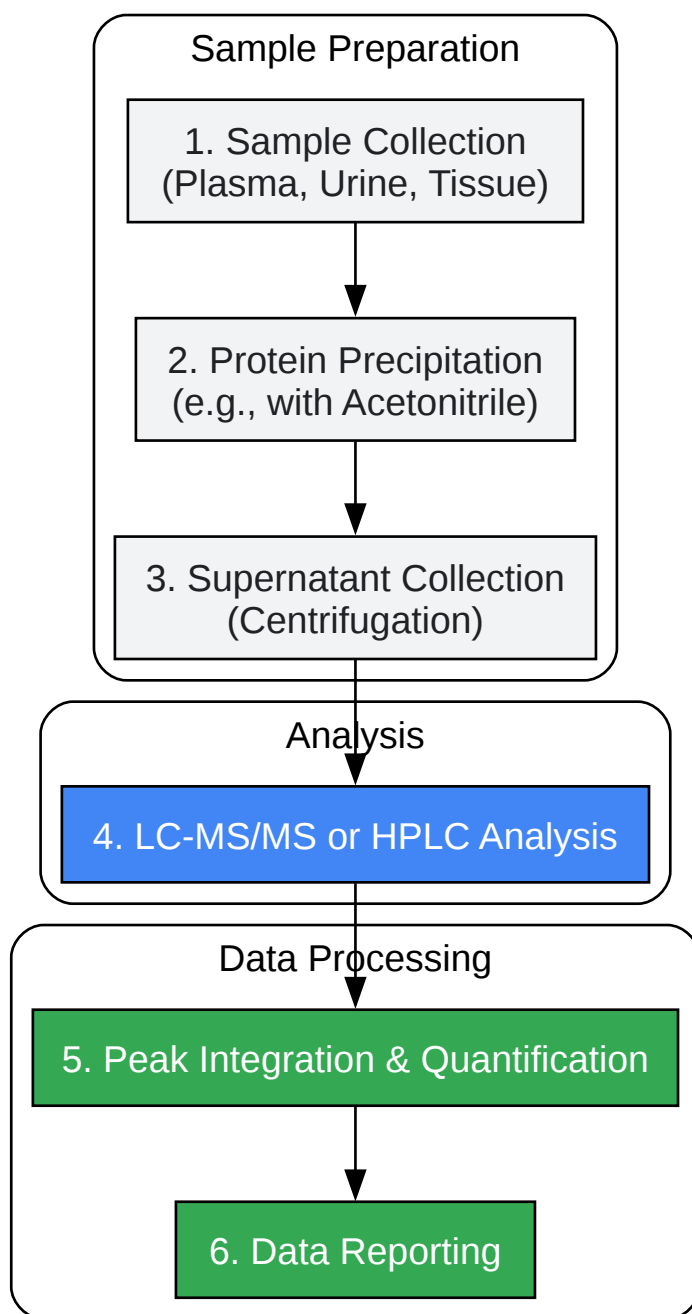 Sample Preparation
1. Sample Collection
(Plasma, Urine, Tissue)
2. Protein Precipitation
(e.g., with Acetonitrile)
3. Supernatant Collection
(Centrifugation)
Analysis
4. LC-MS/MS or HPLC Analysis
Data Processing
5. Peak Integration & Quantification
6. Data Reporting